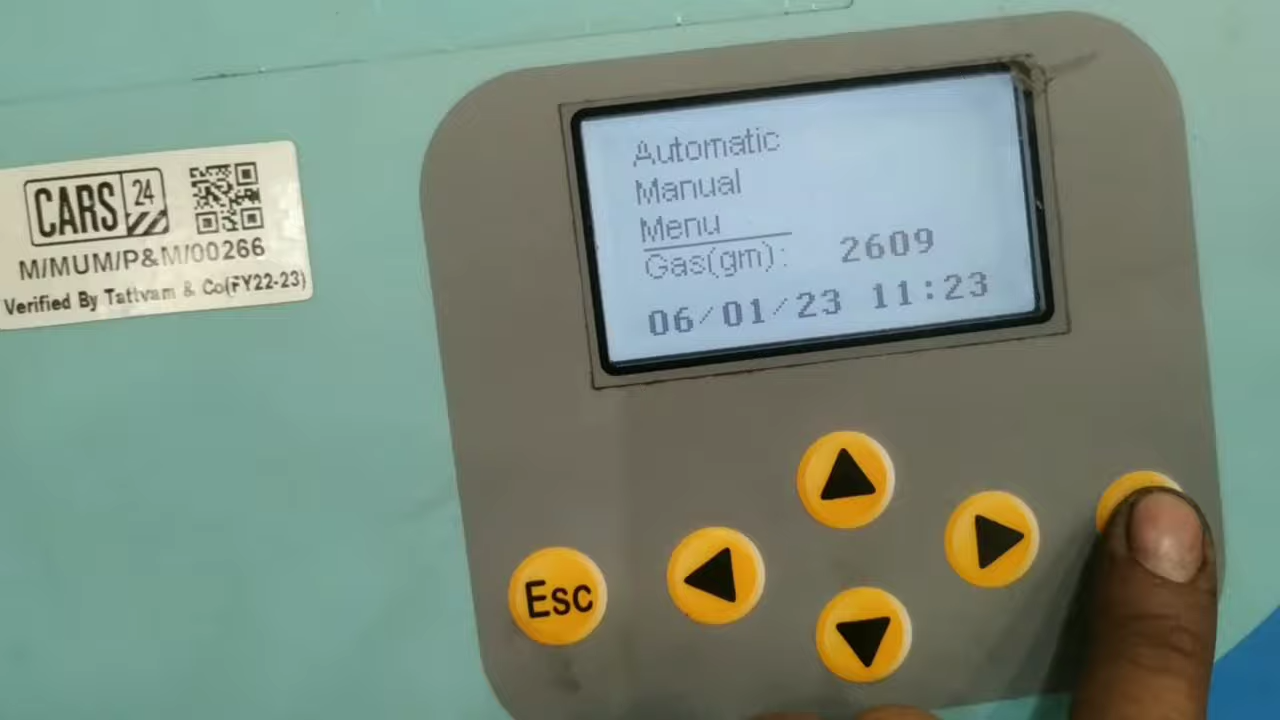 CARS 24
M/MUM/P&M/00266
Verified By Tattvam & Co(FY22-23)
Automatic
Manual
Menu
Gas(gm): 2609
06/01/23 11:23
Esc